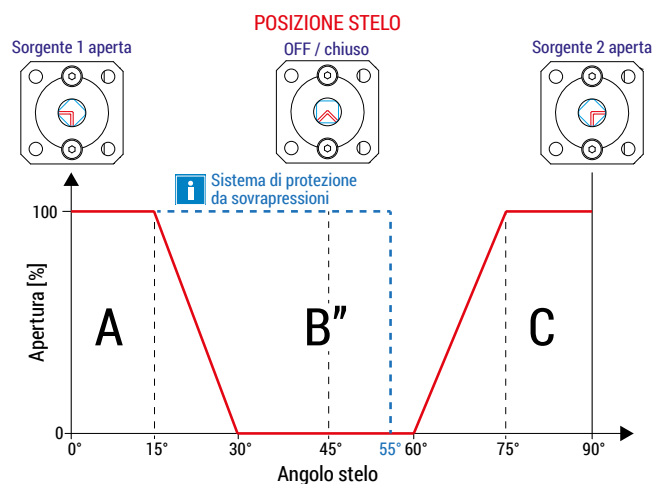 POSIZIONE STELO
Sorgente 1 aperta
OFF / chiuso
Sorgente 2 aperta
i Sistema di protezione
da sovrapressioni
100
Apertura [%]
A
B”
C
0
0° 15° 30° 45° 55° 60° 75° 90°
Angolo stelo